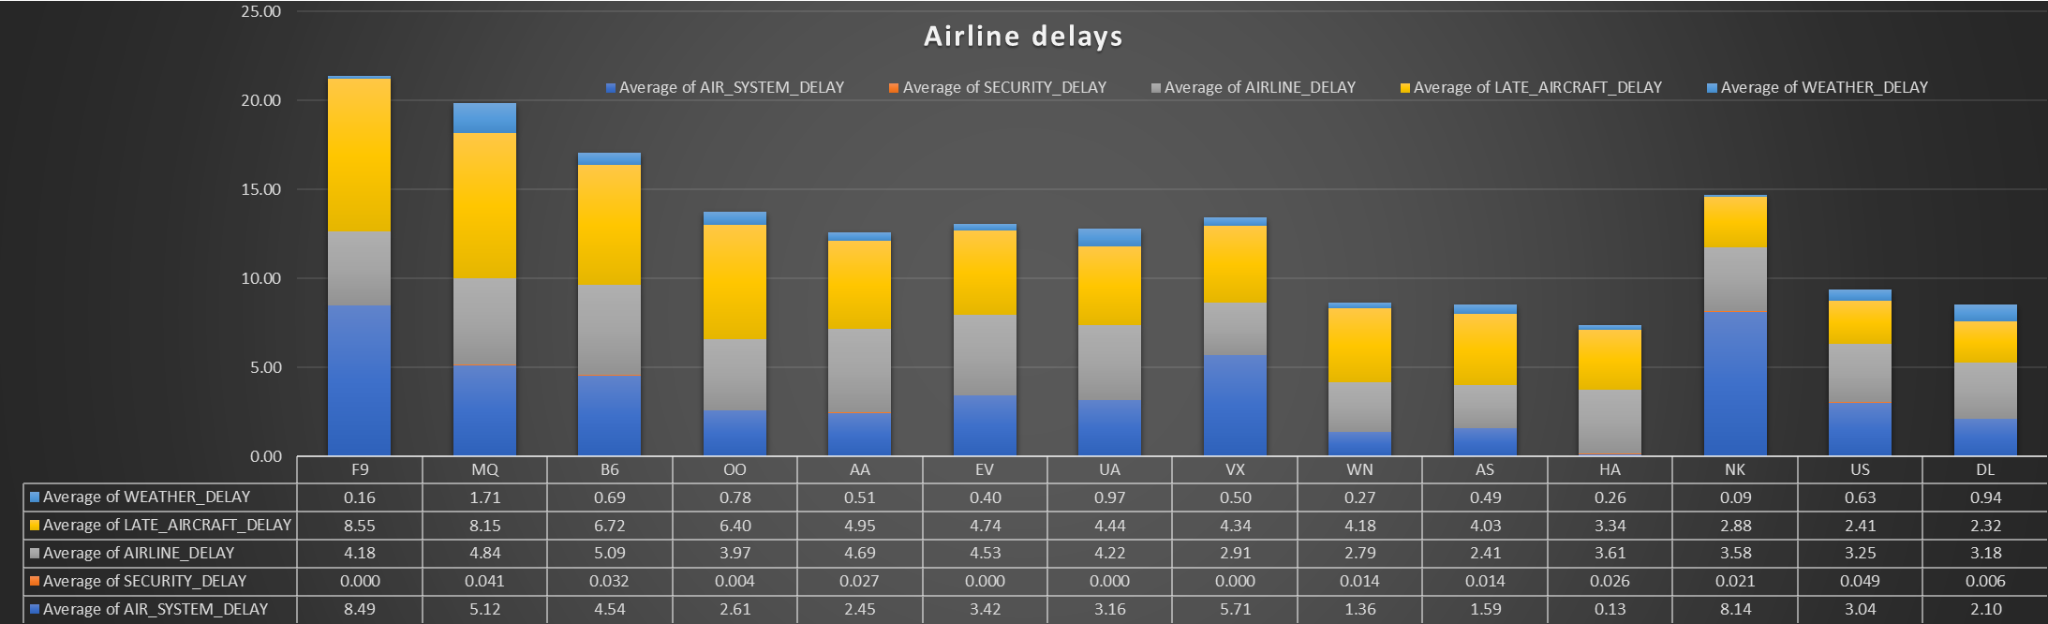 25.00
Airline delays
Average of AIR_SYSTEM_DELAY Average of SECURITY_DELAY Average of AIRLINE_DELAY Average of LATE_AIRCRAFT_DELAY Average of WEATHER_DELAY
20.00
15.00
10.00
5.00
0.00
F9 MQ B6 OO AA EV UA VX WN AS HA NK US DL
Average of WEATHER_DELAY 0.16 1.71 0.69 0.78 0.51 0.40 0.97 0.50 0.27 0.49 0.26 0.09 0.63 0.94
Average of LATE_AIRCRAFT_DELAY 8.55 8.15 6.72 6.40 4.95 4.74 4.44 4.34 4.18 4.03 3.34 2.88 2.41 2.32
Average of AIRLINE_DELAY 4.18 4.84 5.09 3.97 4.69 4.53 4.22 2.91 2.79 2.41 3.61 3.58 3.25 3.18
Average of SECURITY_DELAY 0.000 0.041 0.032 0.004 0.027 0.000 0.000 0.000 0.014 0.014 0.026 0.021 0.049 0.006
Average of AIR_SYSTEM_DELAY 8.49 5.12 4.54 2.61 2.45 3.42 3.16 5.71 1.36 1.59 0.13 8.14 3.04 2.10